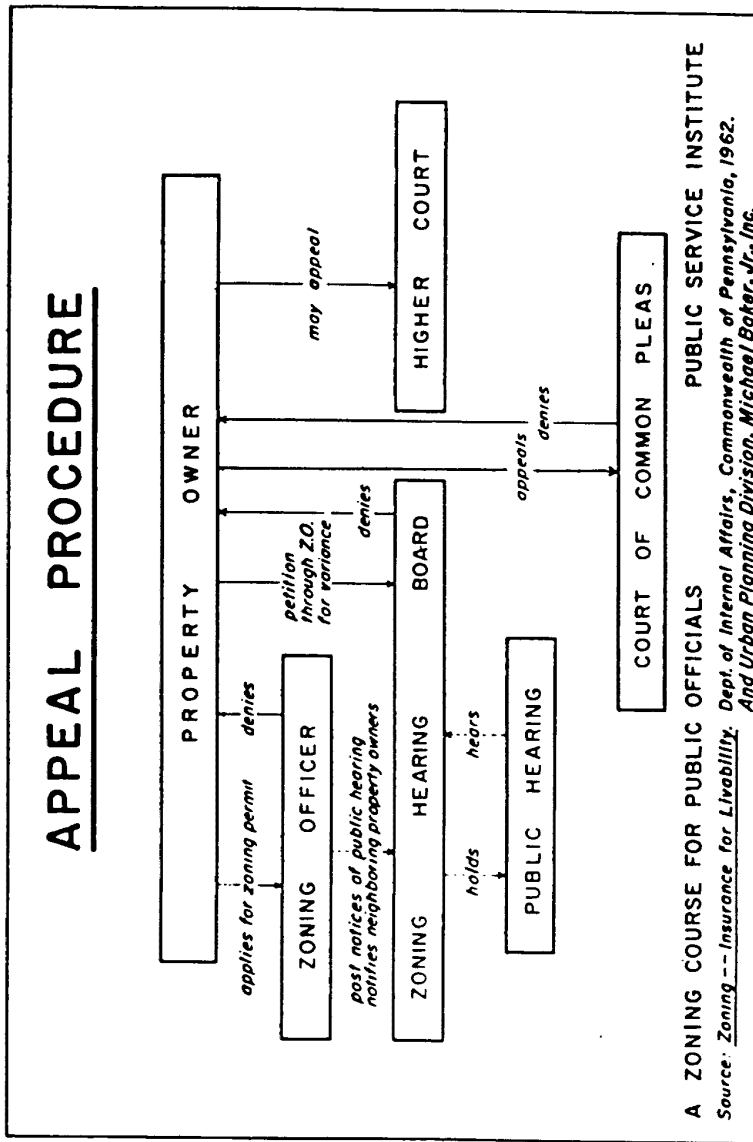 APPEAL PROCEDURE
PROPERTY OWNER
applies for zoning permit
denies
petition
through Z.O.
for variance
denies
appeals
denies
may appeal
ZONING OFFICER
post notices of public hearing
notifies neighboring property owners
ZONING HEARING BOARD
HIGHER COURT
holds
hears
PUBLIC HEARING
COURT OF COMMON PLEAS
A ZONING COURSE FOR PUBLIC OFFICIALS PUBLIC SERVICE INSTITUTE
Source: Zoning -- Insurance for Livability. Dept. of Internal Affairs, Commonwealth of Pennsylvania, 1962.
And Urban Planning Division, Michael Baker, Jr., Inc.